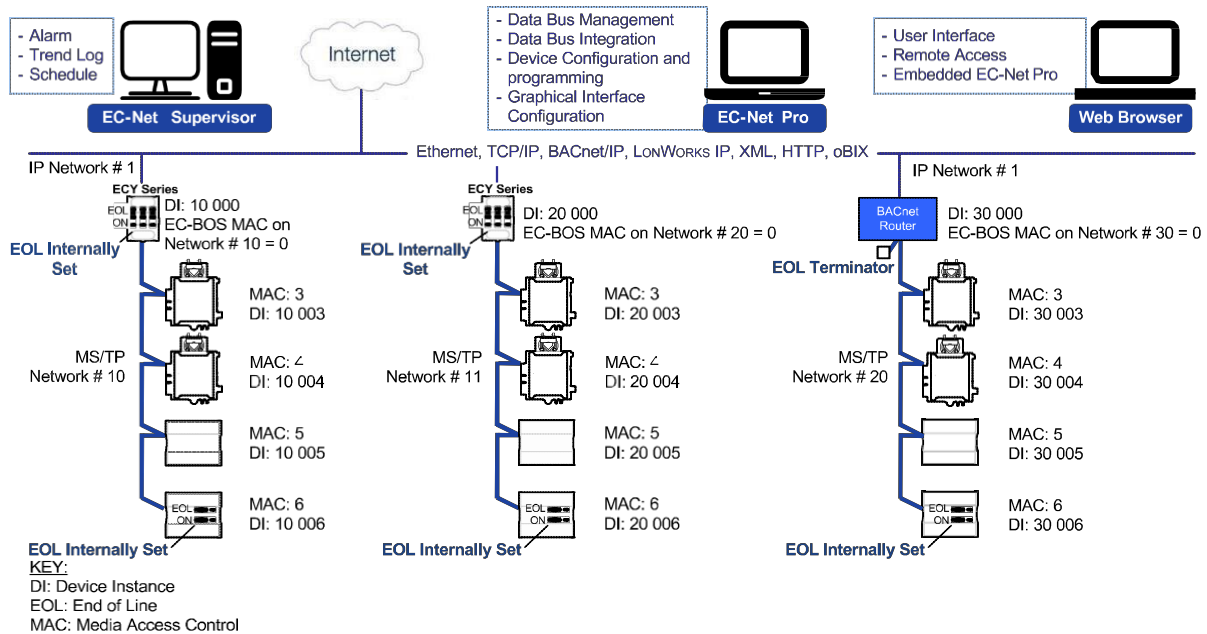 - Alarm
- Trend Log
- Schedule
EC-Net Supervisor
Internet
- Data Bus Management
- Data Bus Integration
- Device Configuration and
programming
- Graphical Interface
Configuration
EC-Net Pro
- User Interface
- Remote Access
- Embedded EC-Net Pro
Web Browser
Ethernet, TCP/IP, BACnet/IP, LONWORKS IP, XML, HTTP, oBIX
IP Network # 1
ECY Series
EOL
ON
DI: 10 000
EC-BOS MAC on
Network # 10 = 0
EOL Internally
Set
MAC: 3
DI: 10 003
MS/TP
Network # 10
MAC: 4
DI: 10 004
MAC: 5
DI: 10 005
EOL
ON
MAC: 6
DI: 10 006
EOL Internally Set
ECY Series
EOL
ON
DI: 20 000
EC-BOS MAC on Network # 20 = 0
EOL Internally
Set
MAC: 3
DI: 20 003
MS/TP
Network # 11
MAC: 4
DI: 20 004
MAC: 5
DI: 20 005
EOL
ON
MAC: 6
DI: 20 006
EOL Internally Set
IP Network # 1
BACnet
Router
DI: 30 000
EC-BOS MAC on Network # 30 = 0
EOL Terminator
MAC: 3
DI: 30 003
MS/TP
Network # 20
MAC: 4
DI: 30 004
MAC: 5
DI: 30 005
EOL
ON
MAC: 6
DI: 30 006
EOL Internally Set
KEY:
DI: Device Instance
EOL: End of Line
MAC: Media Access Control